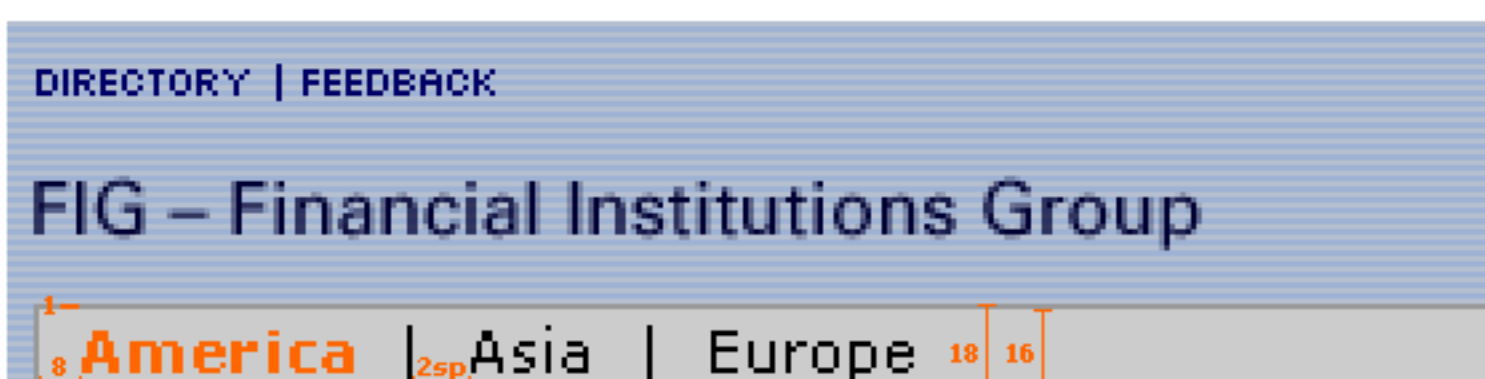 DIRECTORY | FEEDBACK
FIG – Financial Institutions Group
1
8 America | 2sp Asia | Europe 18 16